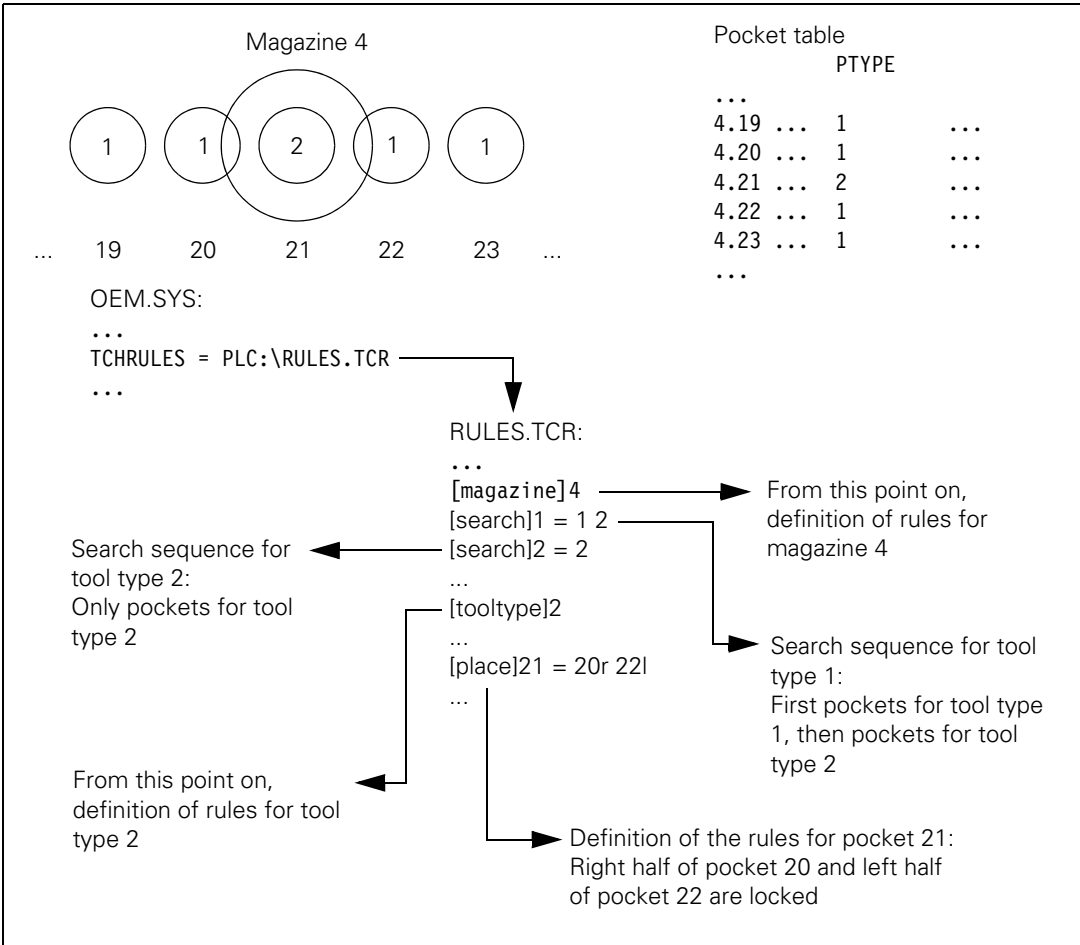 Magazine 4
1 1 2 1 1
... 19 20 21 22 23 ...
Pocket table
PTYPE
...
4.19 ... 1 ...
4.20 ... 1 ...
4.21 ... 2 ...
4.22 ... 1 ...
4.23 ... 1 ...
...
OEM.SYS:
...
TCHRULES = PLC:\RULES.TCR
...
RULES.TCR:
...
[magazine]4
[search]1 = 1 2
[search]2 = 2
...
[tooltype]2
...
[place]21 = 20r 22l
...
From this point on,
definition of rules for
magazine 4
Search sequence for
tool type 2:
Only pockets for tool
type 2
Search sequence for tool
type 1:
First pockets for tool type
1, then pockets for tool
type 2
From this point on,
definition of rules for tool
type 2
Definition of the rules for pocket 21:
Right half of pocket 20 and left half
of pocket 22 are locked